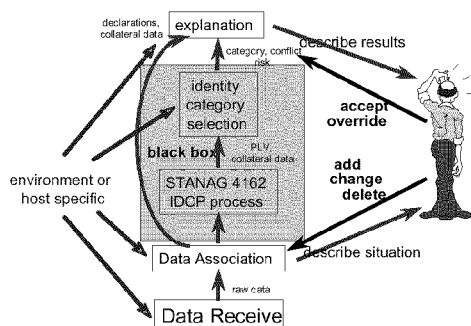 declarations,
collateral data
explanation
category, conflict
risk
describe results
identity
category
selection
accept
override
black box
PLV,
collateral data
add
change
delete
environment or
host specific
STANAG 4162
IDCP process
describe situation
Data Association
raw data
Data Receive